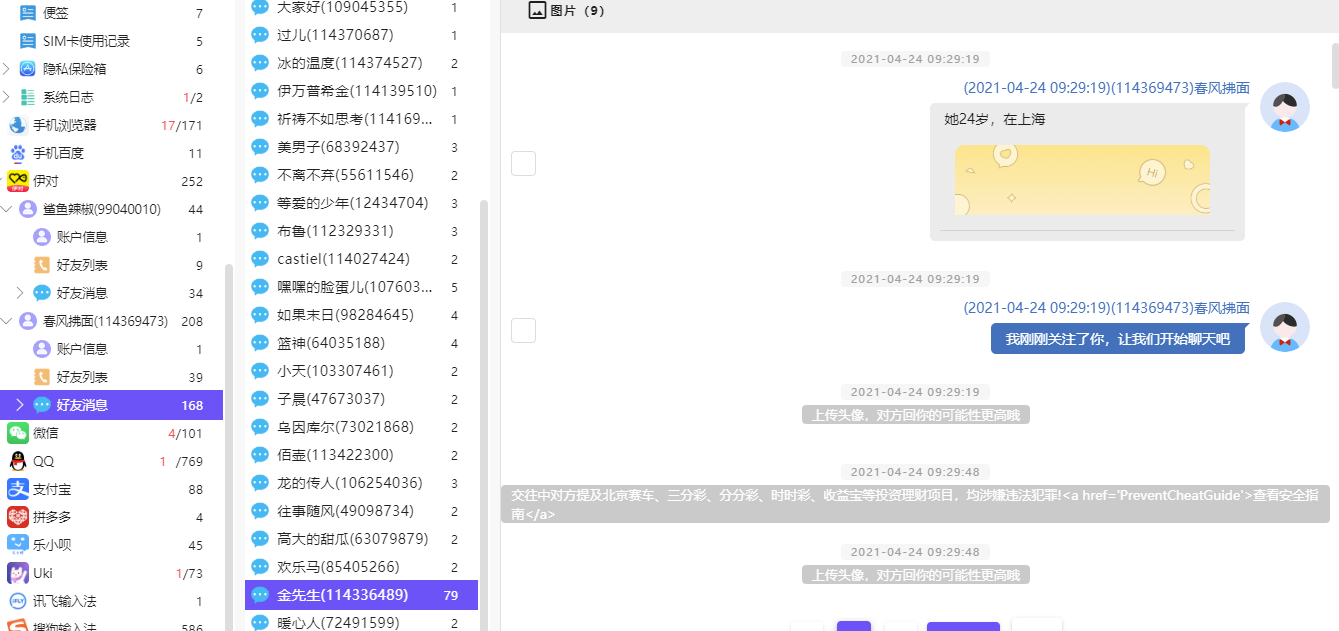 便签 7
SIM卡使用记录 5
隐私保险箱 6
系统日志 1/2
手机浏览器 17/171
手机百度 11
伊对 252
鲨鱼辣椒(99040010) 44
账户信息 1
好友列表 9
好友消息 34
春风拂面(114369473) 208
账户信息 1
好友列表 39
好友消息 168
微信 4/101
QQ 1 /769
支付宝 88
拼多多 4
乐小呗 45
Uki 1/73
讯飞输入法 1
搜狗输入法 586
大家好(109045355) 1
过儿(114370687) 1
冰的温度(114374527) 2
伊万普希金(114139510) 1
祈祷不如思考(114169... 1
美男子(68392437) 3
不离不弃(55611546) 2
等爱的少年(12434704) 3
布鲁(112329331) 3
castiel(114027424) 2
嘿嘿的脸蛋儿(107603... 5
如果末日(98284645) 4
篮神(64035188) 4
小天(103307461) 2
子晨(47673037) 2
乌因库尔(73021868) 2
佰壶(113422300) 2
龙的传人(106254036) 3
往事随风(49098734) 2
高大的甜瓜(63079879) 2
欢乐马(85405266) 2
金先生(114336489) 79
暖心人(72491599) 2
图片（9）
2021-04-24 09:29:19
(2021-04-24 09:29:19)(114369473)春风拂面
她24岁，在上海
Hi
2021-04-24 09:29:19
(2021-04-24 09:29:19)(114369473)春风拂面
我刚刚关注了你，让我们开始聊天吧
2021-04-24 09:29:19
上传头像，对方回你的可能性更高哦
2021-04-24 09:29:48
交往中对方提及北京赛车、三分彩、分分彩、时时彩、收益宝等投资理财项目，均涉嫌违法犯罪!<a href='PreventCheatGuide'>查看安全指
南</a>
2021-04-24 09:29:48
上传头像，对方回你的可能性更高哦